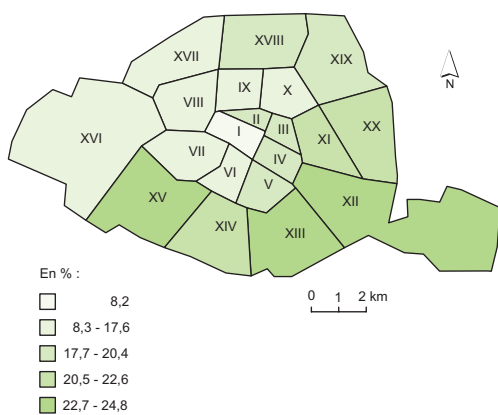 XVII
XVIII
XIX
IX
X
VIII
XVI
II
I
III
XI
XX
VII
IV
VI
V
XV
XIV
XIII
XII
N
En % :
8,2
8,3 - 17,6
17,7 - 20,4
20,5 - 22,6
22,7 - 24,8
0 1 2 km